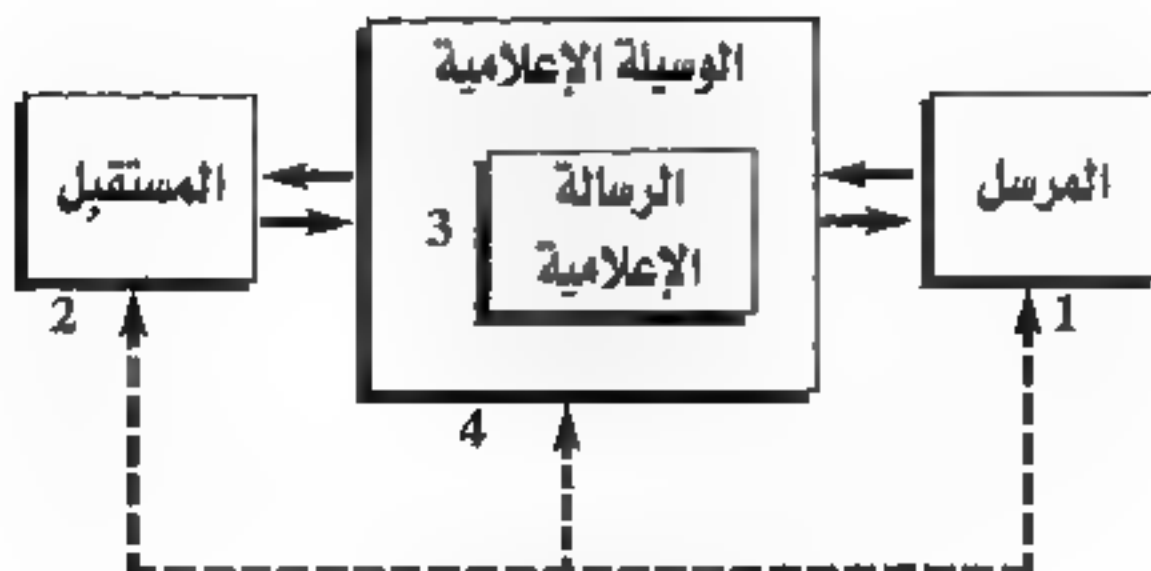 الوسيلة الإعلامية
المرسل
1
الرسالة
الإعلامية
3
4
المستقبل
2